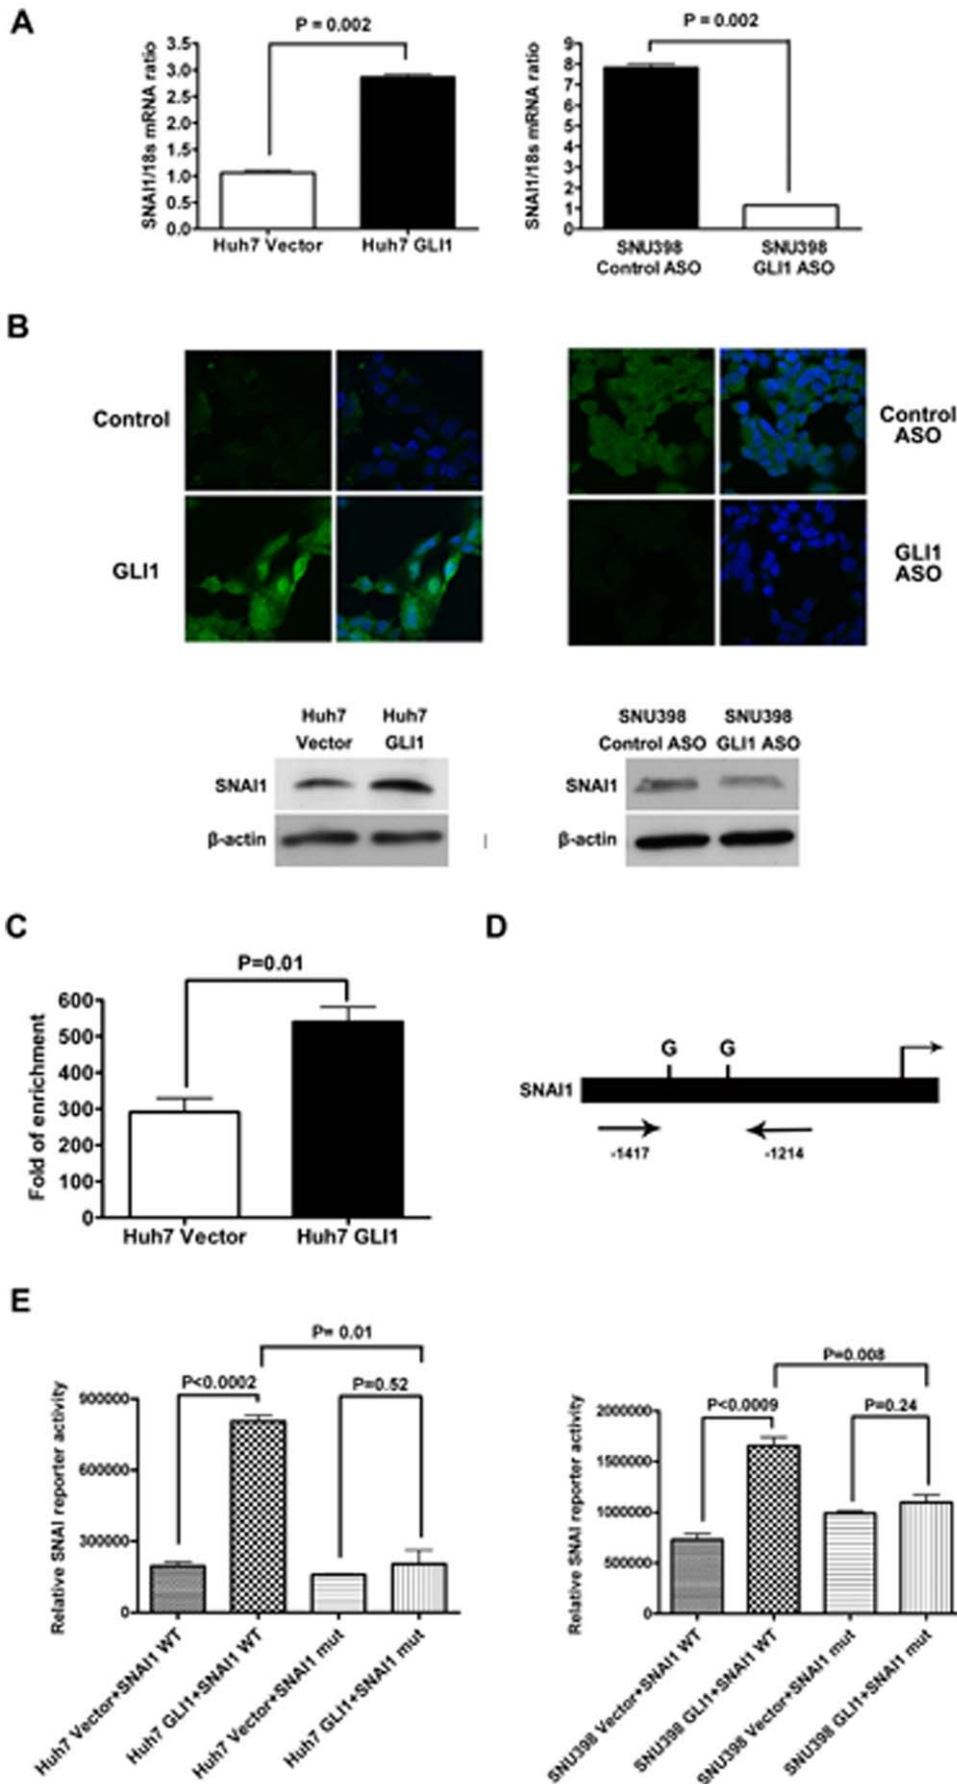 A
P = 0.002
SNAI1/18s mRNA ratio
3.5
3.0
2.5
2.0
1.5
1.0
0.5
0.0
Huh7 Vector
Huh7 GLI1
P = 0.002
SNAI1/18s mRNA ratio
9
8
7
6
5
4
3
2
1
0
SNU398
Control ASO
SNU398
GLI1 ASO
B
Control
GLI1
Control
ASO
GLI1
ASO
Huh7
Vector
Huh7
GLI1
SNAI1
β-actin
SNU398
Control ASO
SNU398
GLI1 ASO
SNAI1
β-actin
C
P=0.01
Fold of enrichment
600
500
400
300
200
100
0
Huh7 Vector
Huh7 GLI1
D
G
G
SNAI1
-1417
-1214
E
P= 0.01
P<0.0002
P=0.52
Relative SNAI reporter activity
900000
600000
300000
0
Huh7 Vector+SNAI1 WT
Huh7 GLI1+SNAI1 WT
Huh7 Vector+SNAI1 mut
Huh7 GLI1+SNAI1 mut
P=0.008
P<0.0009
P=0.24
Relative SNAI reporter activity
2000000
1500000
1000000
500000
0
SNU398 Vector+SNAI1 WT
SNU398 GLI1+SNAI1 WT
SNU398 Vector+SNAI1 mut
SNU398 GLI1+SNAI1 mut